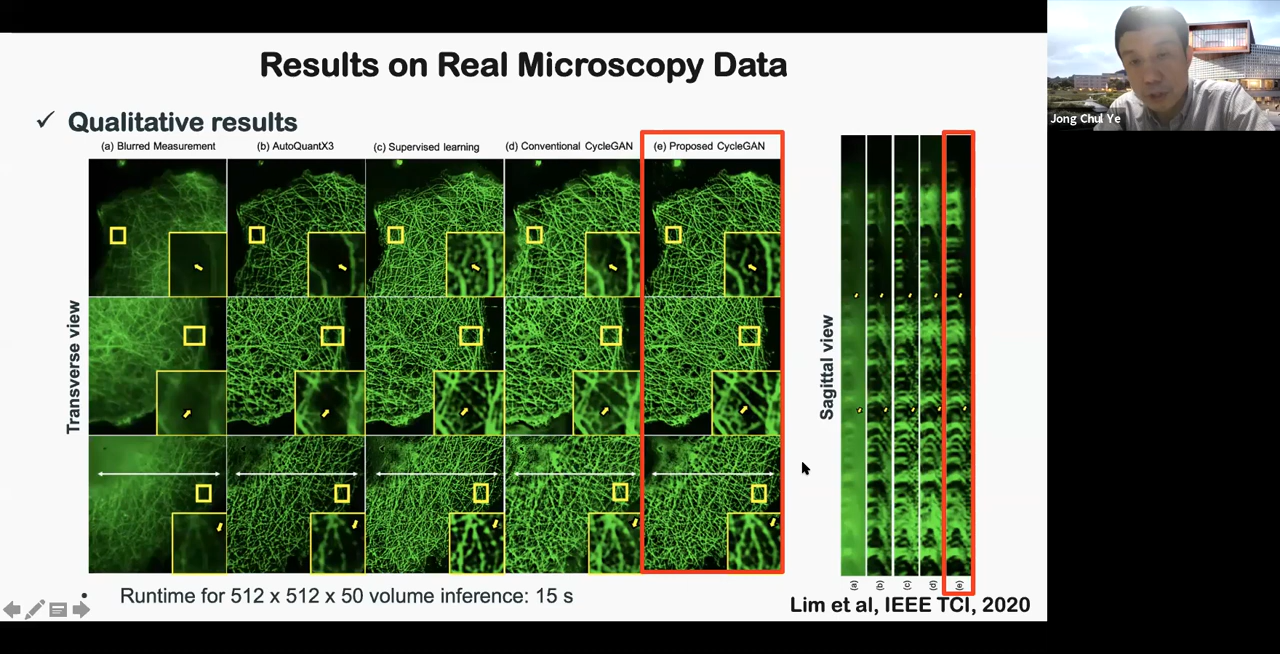 Results on Real Microscopy Data
✓ Qualitative results
(a) Blurred Measurement
(b) AutoQuantX3
(c) Supervised learning
(d) Conventional CycleGAN
(e) Proposed CycleGAN
Transverse view
Sagittal view
(a)
(b)
(c)
(d)
(e)
Runtime for 512 x 512 x 50 volume inference: 15 s
Lim et al, IEEE TCI, 2020
Jong Chul Ye